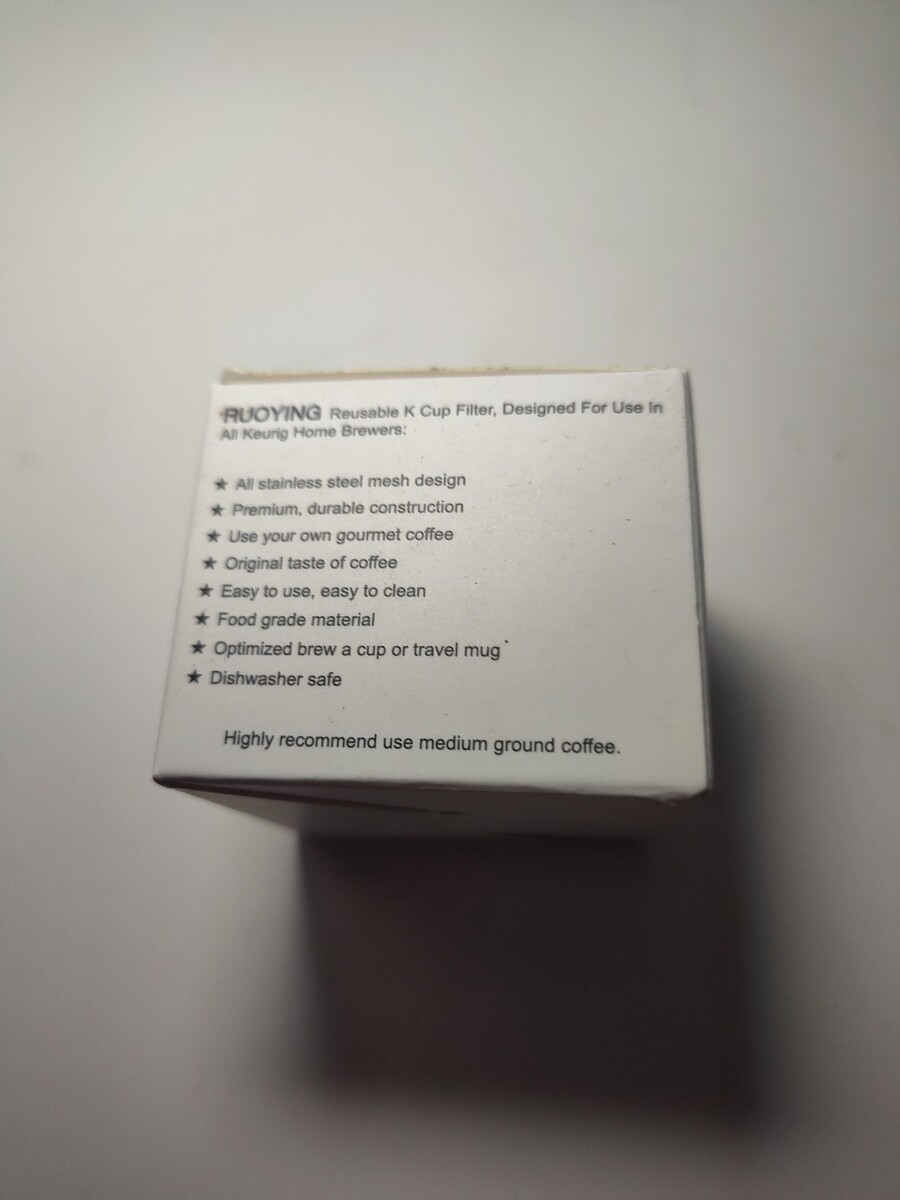 RUOYING Reusable K Cup Filter, Designed For Use In
All Keurig Home Brewers:
★ All stainless steel mesh design
★ Premium, durable construction
★ Use your own gourmet coffee
★ Original taste of coffee
★ Easy to use, easy to clean
★ Food grade material
★ Optimized brew a cup or travel mug
★ Dishwasher safe
Highly recommend use medium ground coffee.